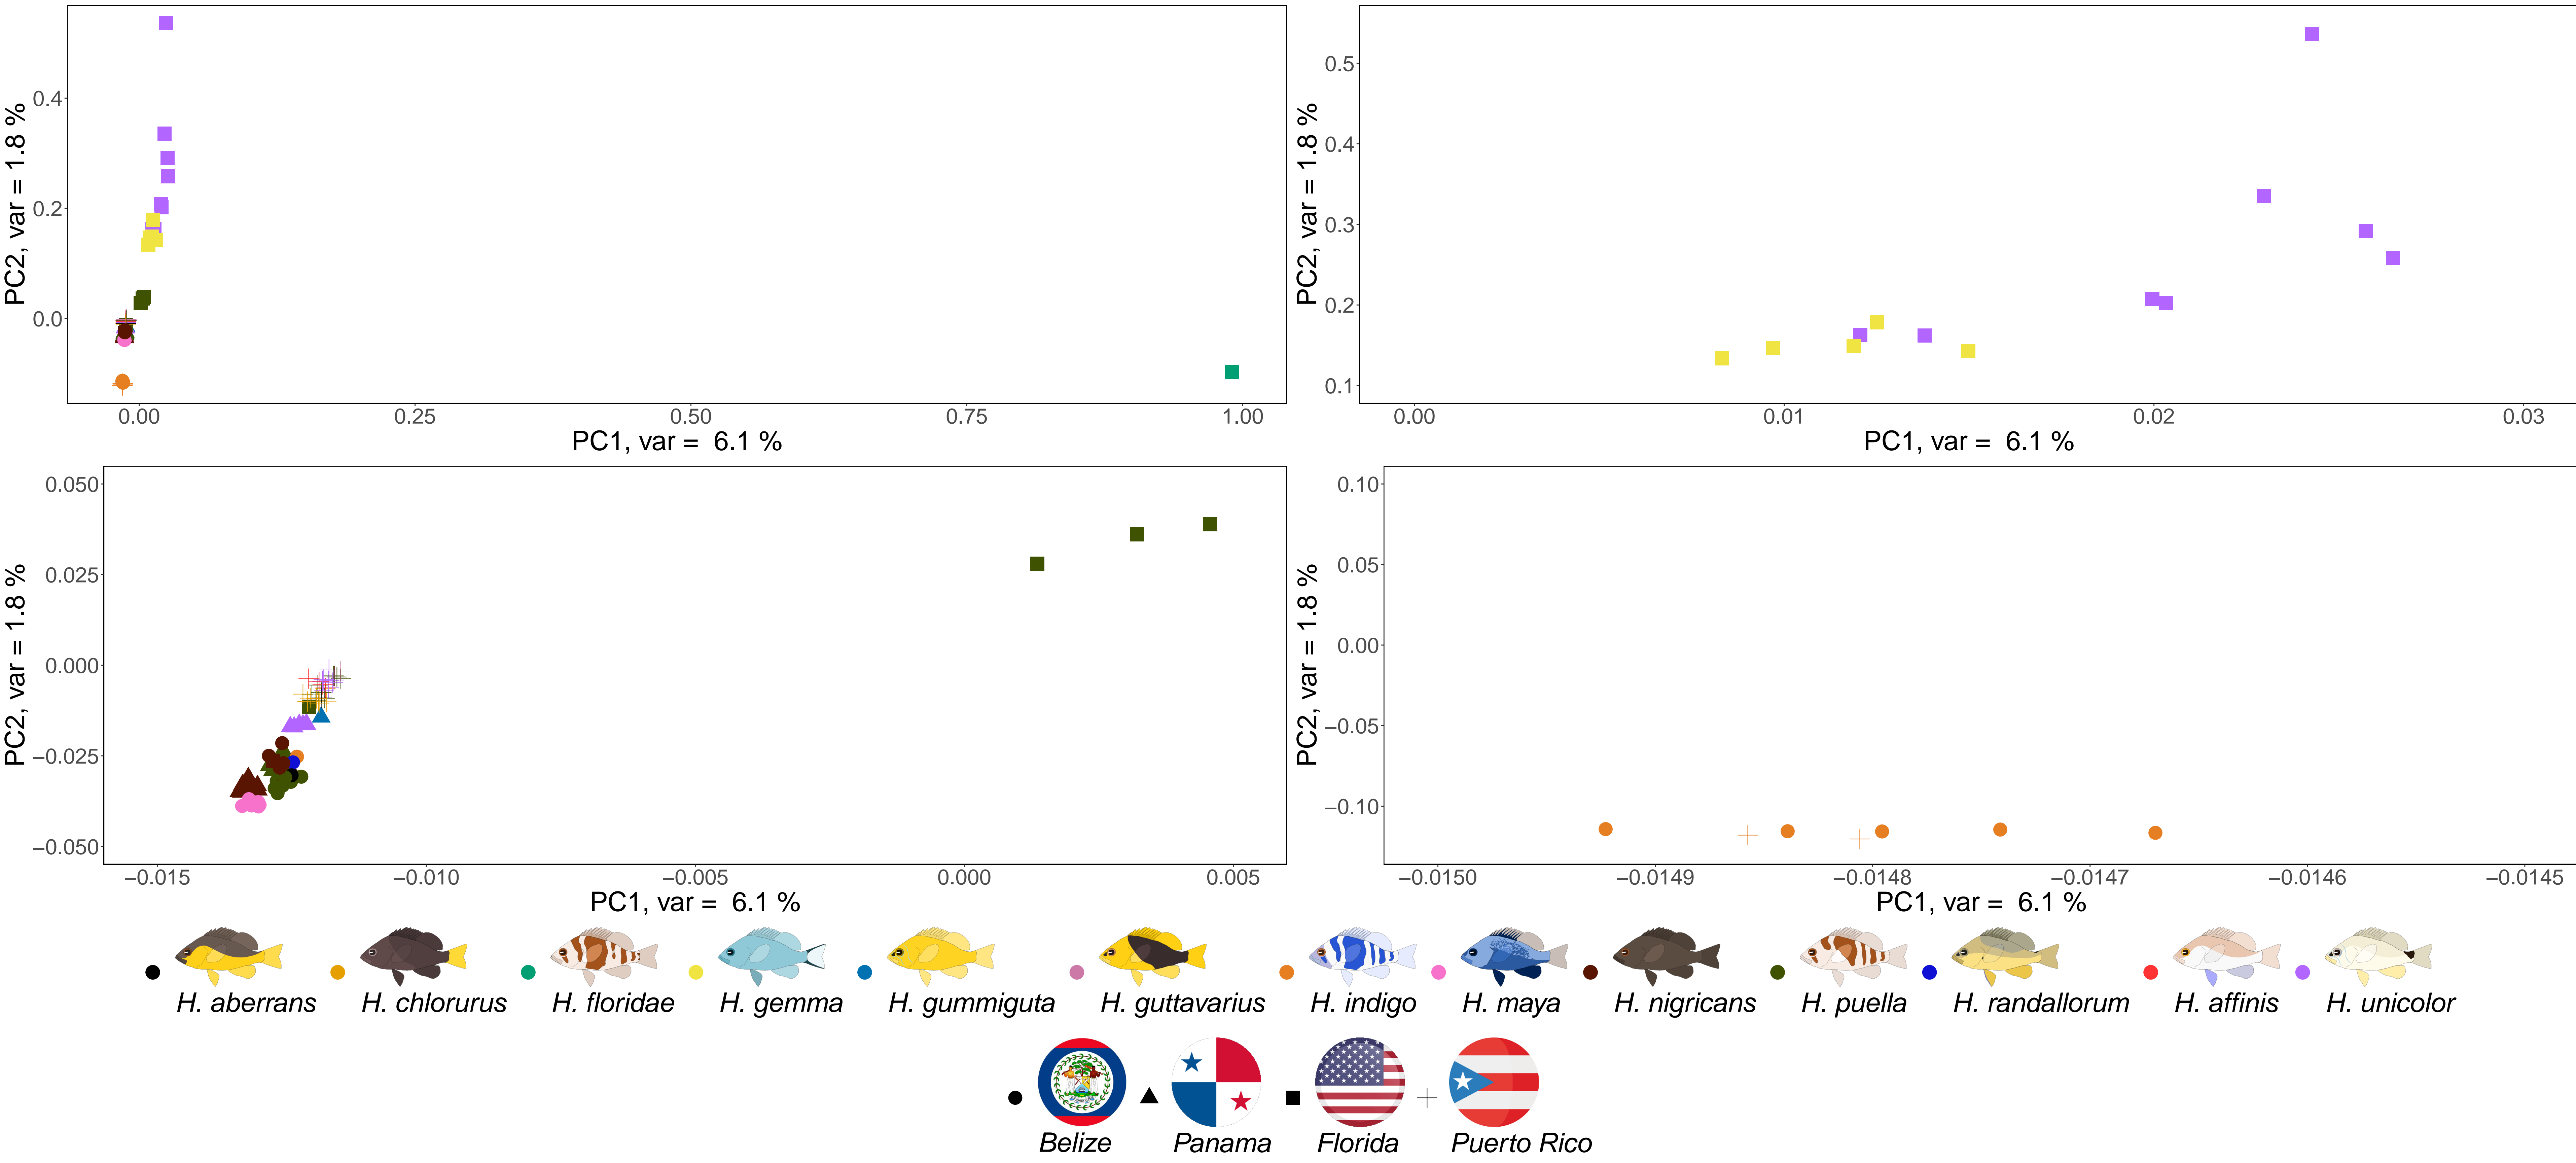 PC2, var = 1.8 %
0.4
0.2
0.0
0.00
0.25
0.50
0.75
1.00
PC1, var = 6.1 %
PC2, var = 1.8 %
0.5
0.4
0.3
0.2
0.1
0.00
0.01
0.02
0.03
PC1, var = 6.1 %
PC2, var = 1.8 %
0.050
0.025
0.000
−0.025
−0.050
−0.015
−0.010
−0.005
0.000
0.005
PC1, var = 6.1 %
PC2, var = 1.8 %
0.10
0.05
0.00
−0.05
−0.10
−0.0150
−0.0149
−0.0148
−0.0147
−0.0146
−0.0145
PC1, var = 6.1 %
H. aberrans
H. chlorurus
H. floridae
H. gemma
H. gummiguta
H. guttavarius
H. indigo
H. maya
H. nigricans
H. puella
H. randallorum
H. affinis
H. unicolor
Belize
Panama
Florida
Puerto Rico